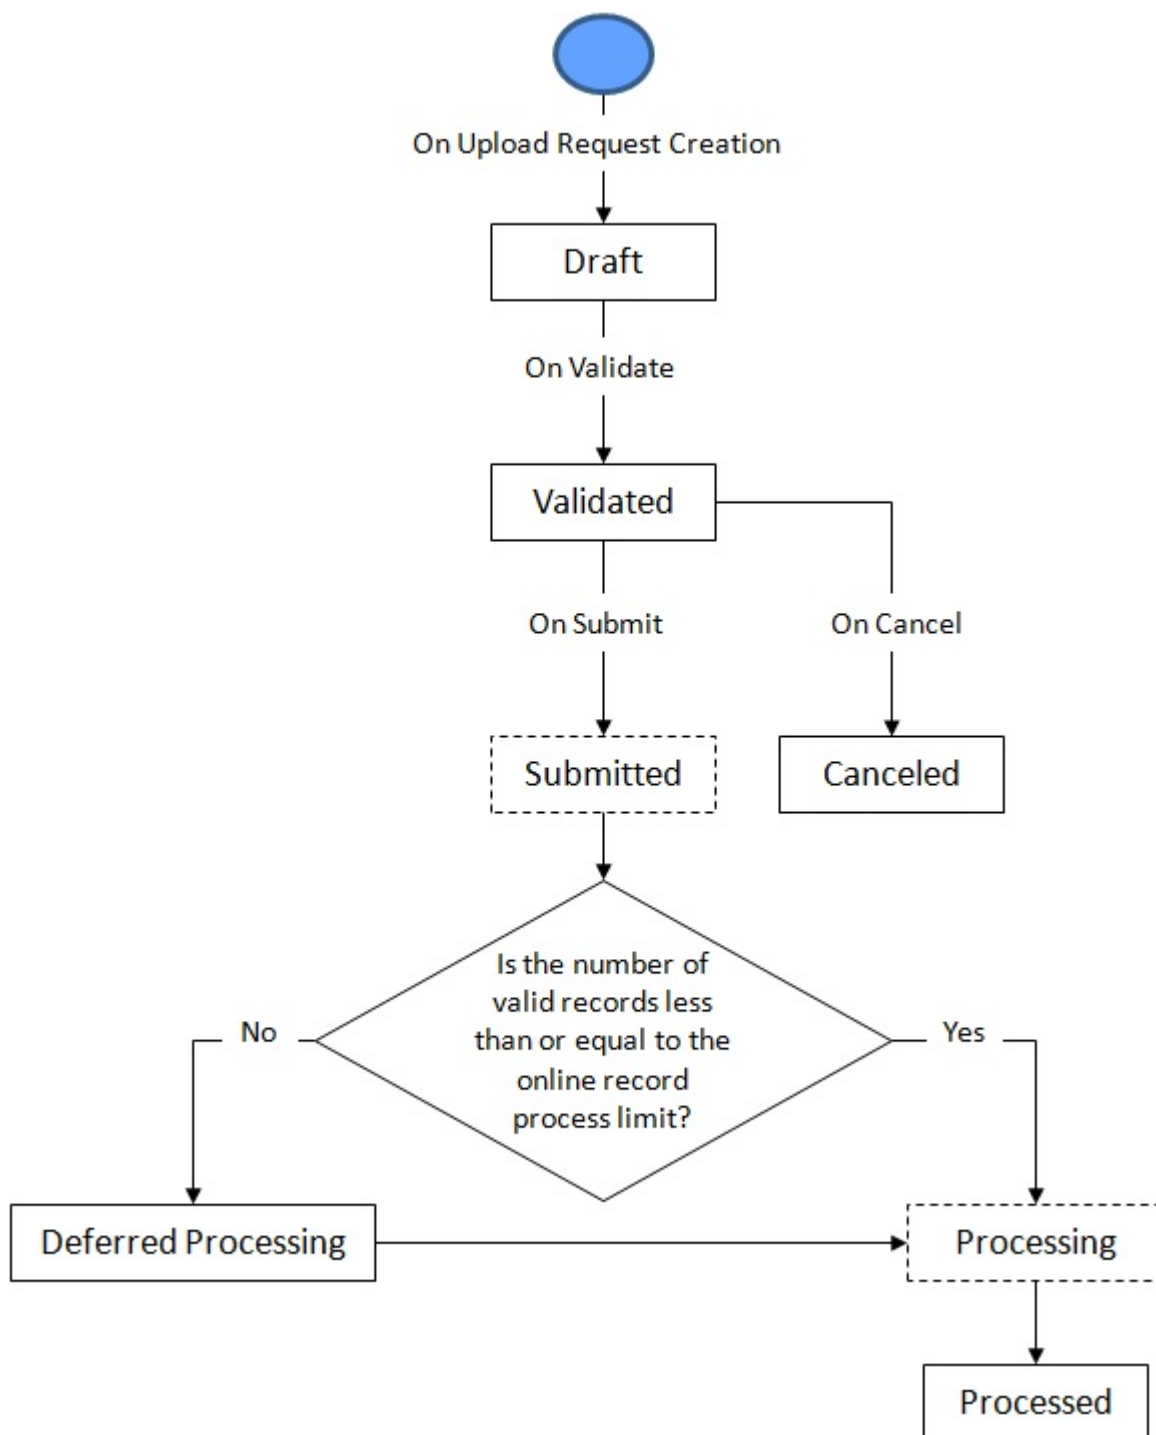 On Upload Request Creation
Draft
On Validate
Validated
On Submit
On Cancel
Submitted
Canceled
Is the number of
valid records less
than or equal to the
online record
process limit?
No
Yes
Deferred Processing
Processing
Processed